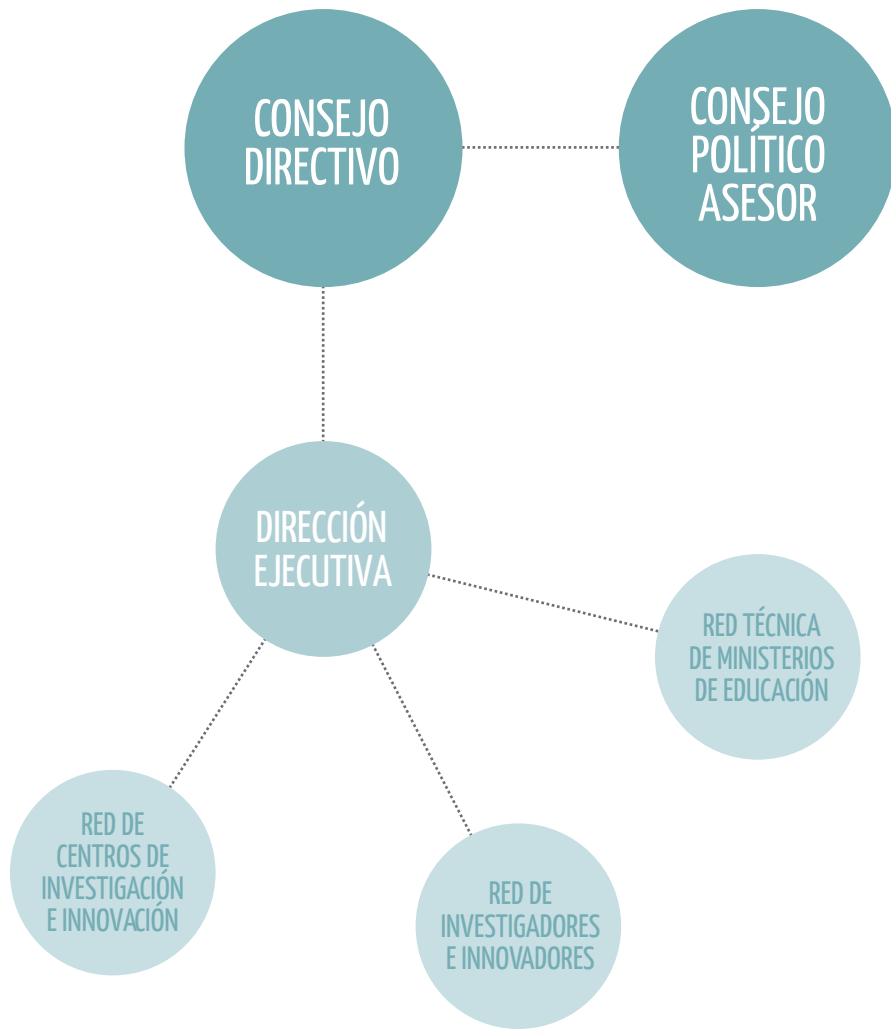 CONSEJO
DIRECTIVO
CONSEJO
POLÍTICO
ASESOR
DIRECCIÓN
EJECUTIVA
RED TÉCNICA
DE MINISTERIOS
DE EDUCACIÓN
RED DE
CENTROS DE
INVESTIGACIÓN
E INNOVACIÓN
RED DE
INVESTIGADORES
E INNOVADORES